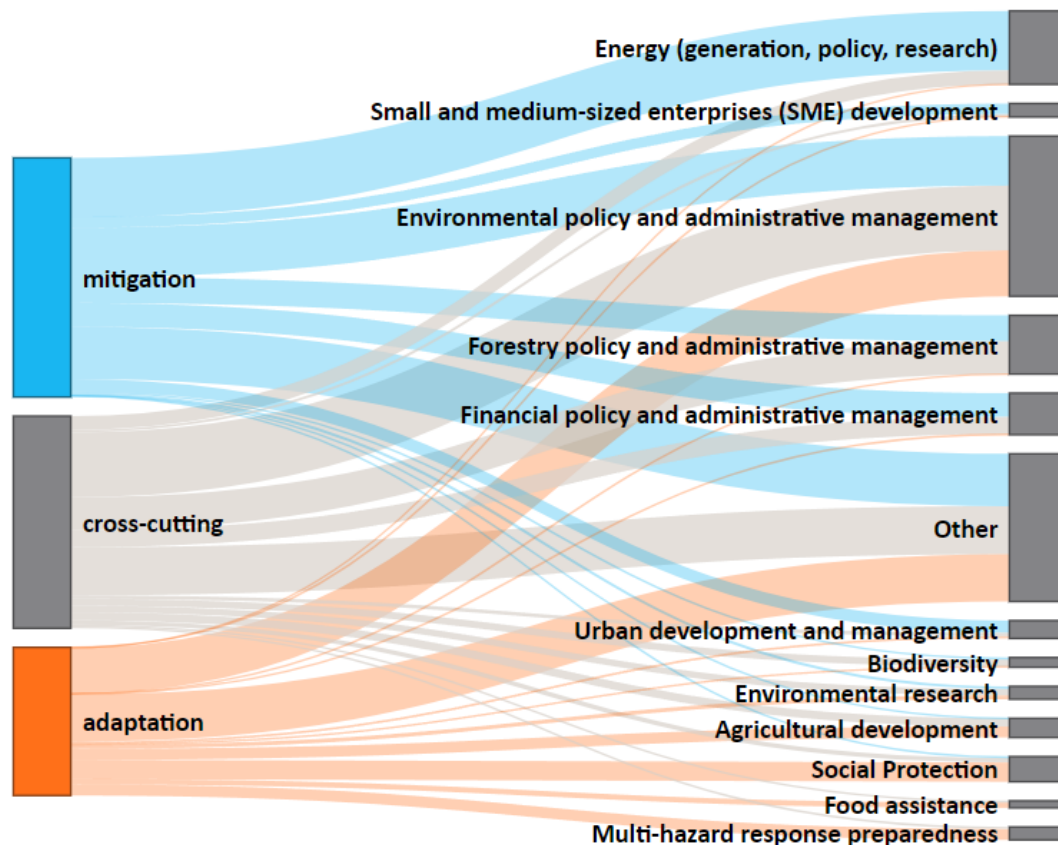 Energy (generation, policy, research)
Small and medium-sized enterprises (SME) development
Environmental policy and administrative management
mitigation
Forestry policy and administrative management
Financial policy and administrative management
cross-cutting
Other
Urban development and management
Biodiversity
Environmental research
adaptation
Agricultural development
Social Protection
Food assistance
Multi-hazard response preparedness